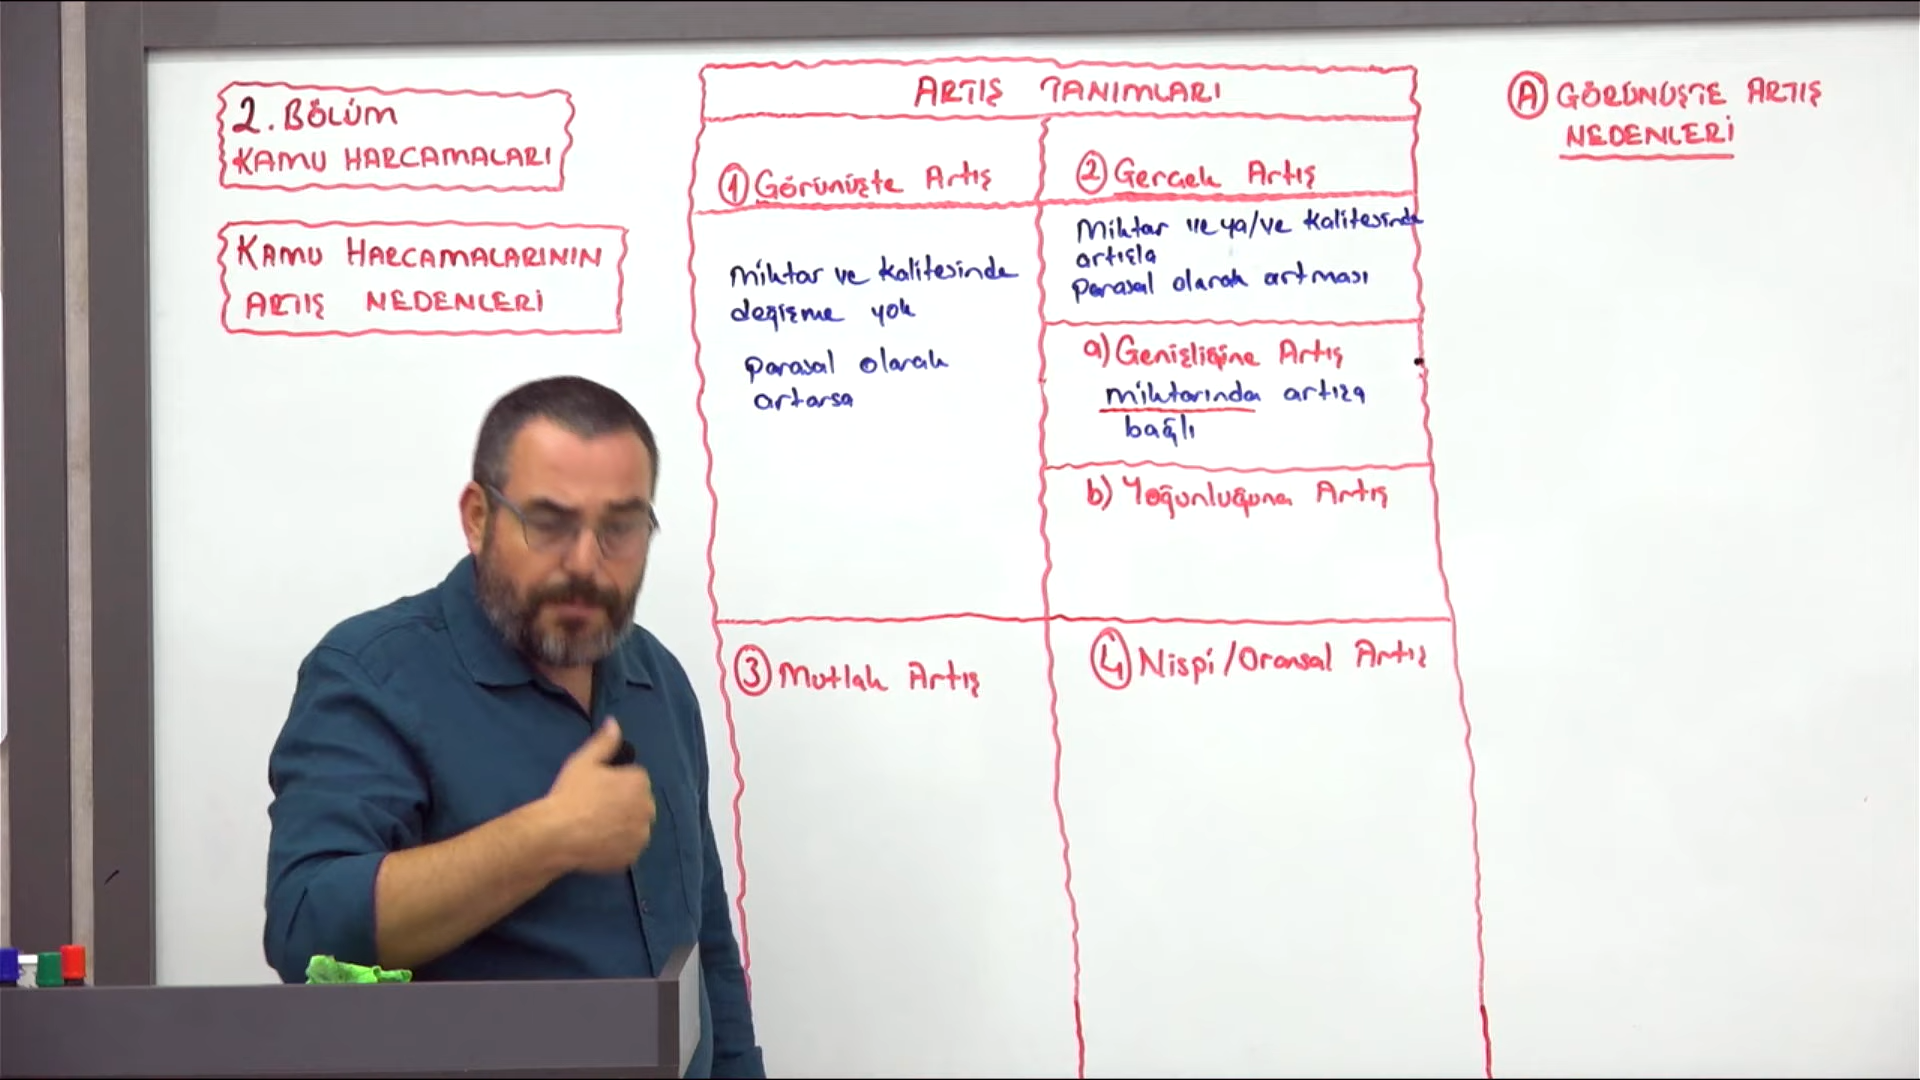 2. BÖLÜM
KAMU HARCAMALARI
KAMU HARCAMALARININ
ARTIŞ NEDENLERİ
ARTIŞ TANIMLARI
1 Görünüşte Artış
miktar ve kalitesinde
değişme yok
parasal olarak
artarsa
2 Gerçek Artış
Miktar ve ya/ve kalitesinde
artışla
parasal olarak artması
a) Genişliğine Artış
miktarında artışa
bağlı
b) Yoğunluğuna Artış
3 Mutlak Artış
4 Nispi/Oransal Artış
A GÖRÜNÜŞTE ARTIŞ
NEDENLERİ